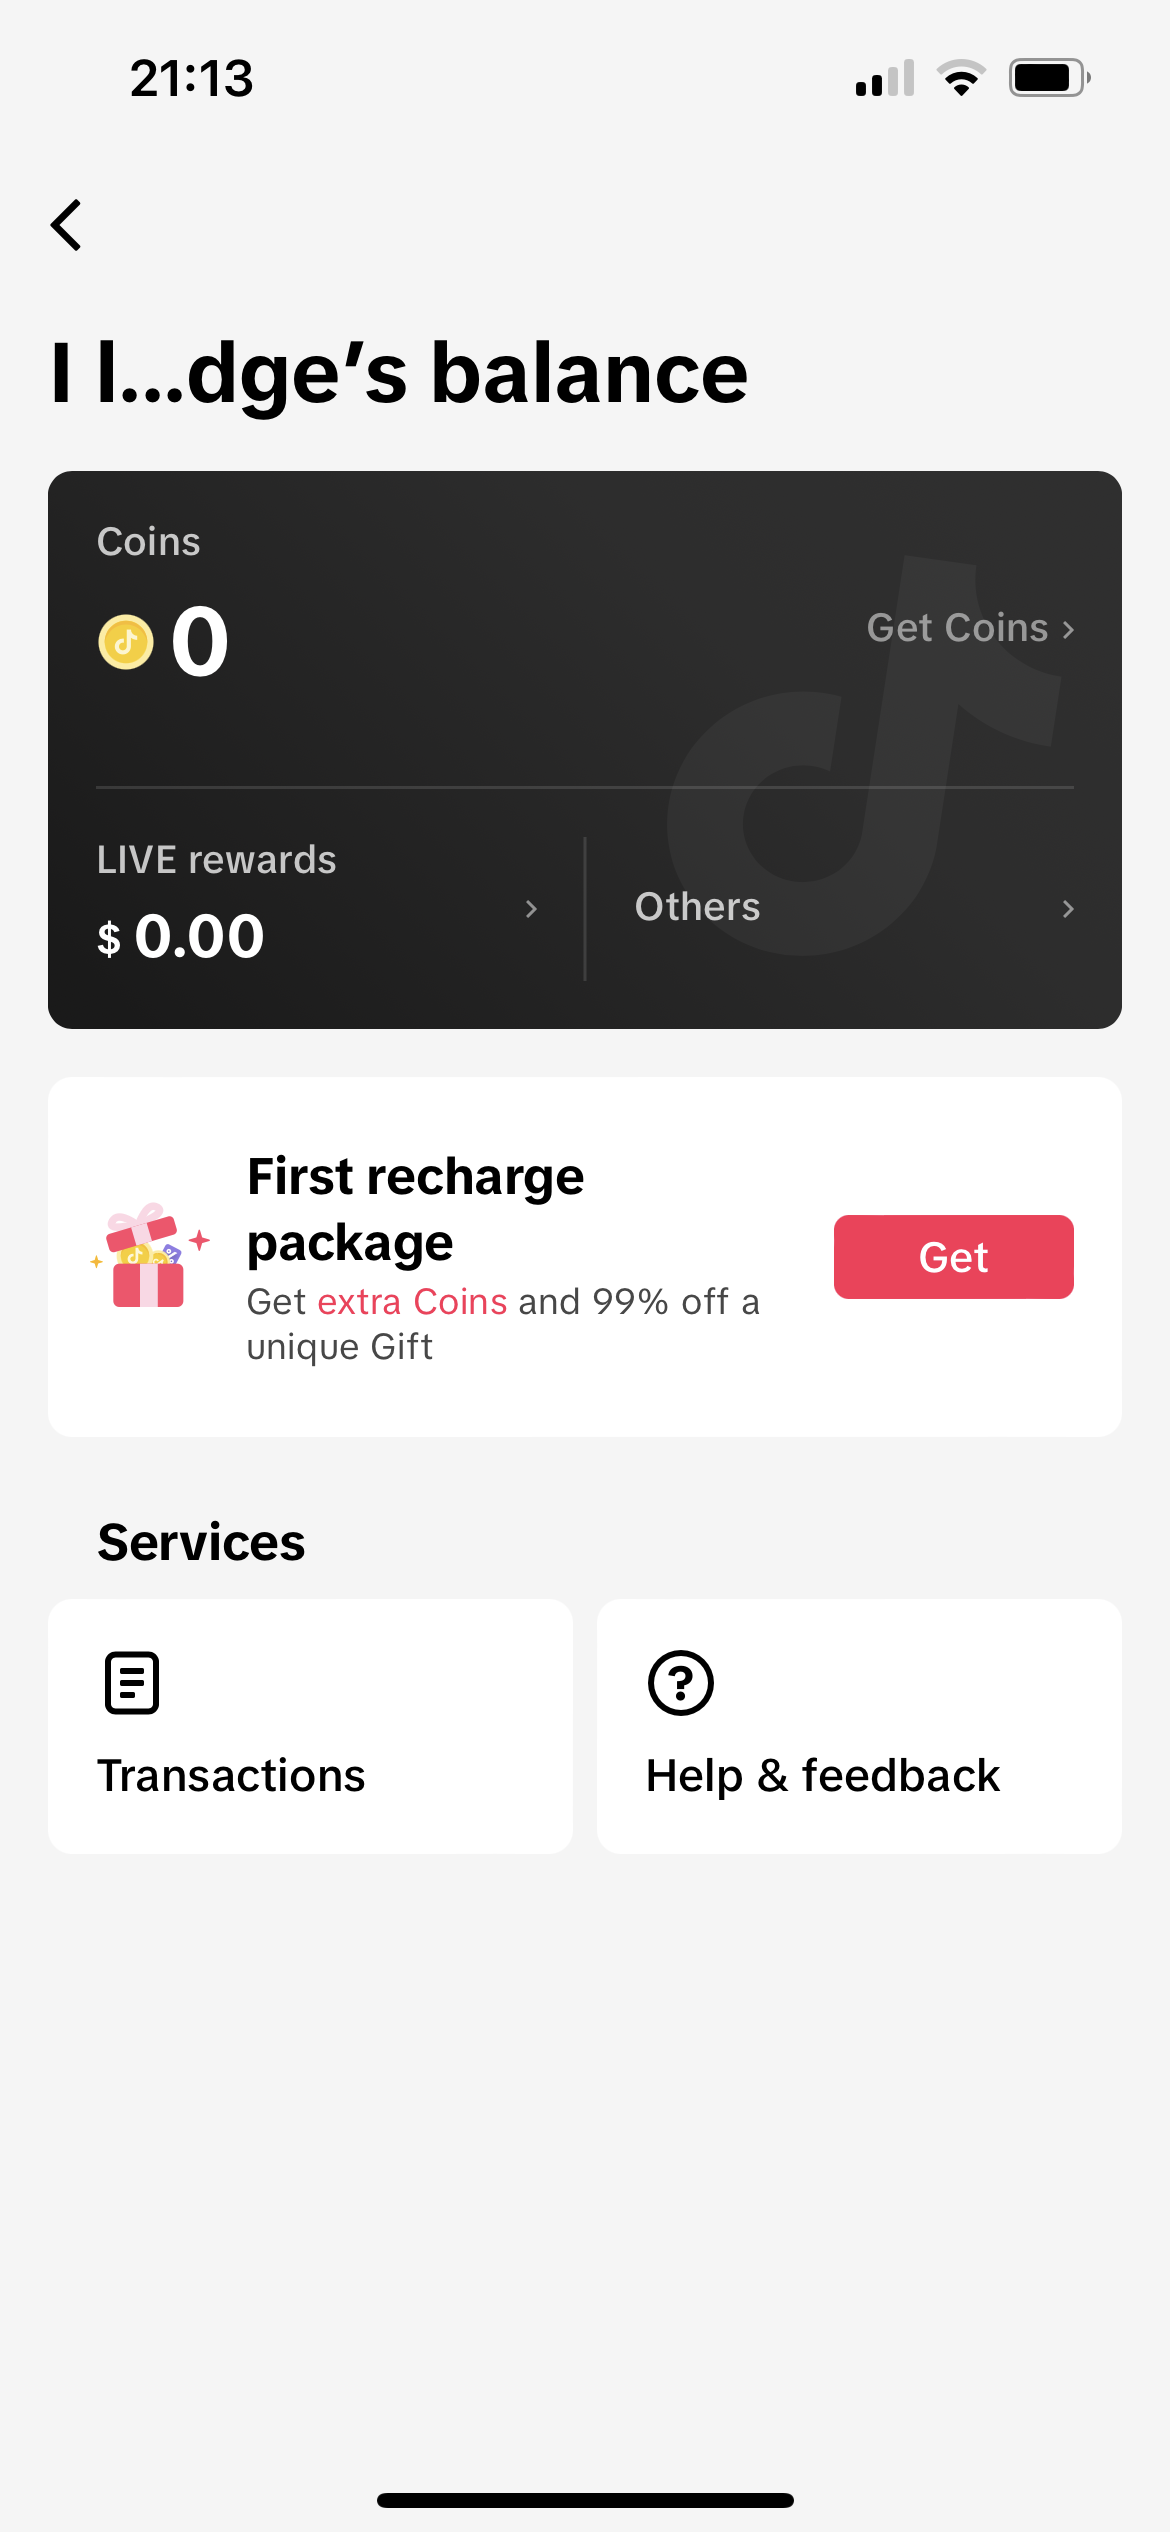 21:13
I l...dge's balance
Coins
0
Get Coins
LIVE rewards
$ 0.00
Others
First recharge
package
Get extra Coins and 99% off a
unique Gift
Get
Services
Transactions
Help & feedback